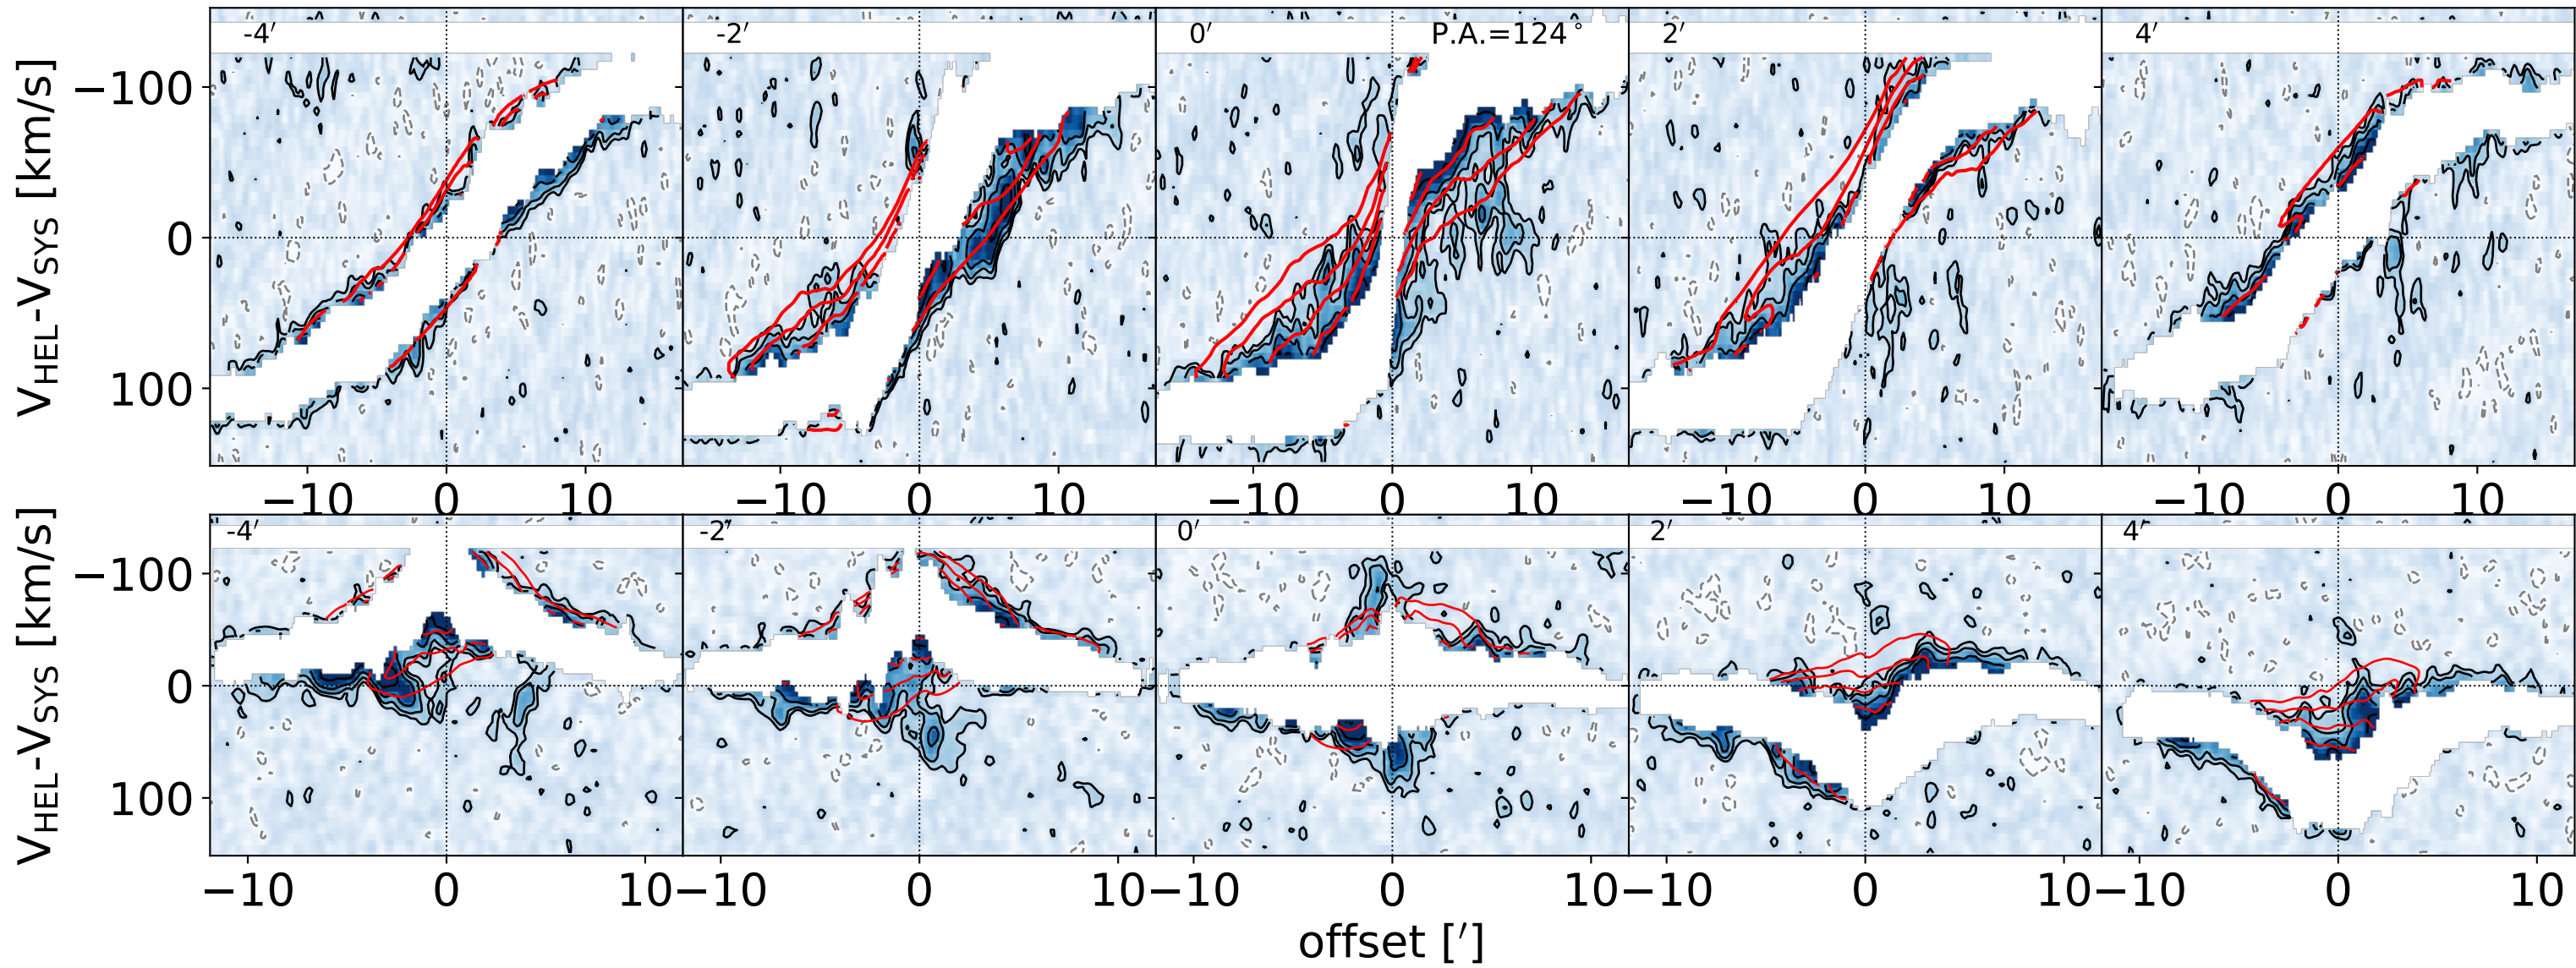 -4′ -2′ 0′ P.A.=124° 2′ 4′
V_HEL-V_SYS [km/s]
−100
0
100
−10 0 10 −10 0 10 −10 0 10 −10 0 10 −10 0 10
-4′ -2′ 0′ 2′ 4′
V_HEL-V_SYS [km/s]
−100
0
100
−10 0 10 −10 0 10 −10 0 10 −10 0 10 −10 0 10
offset [′]